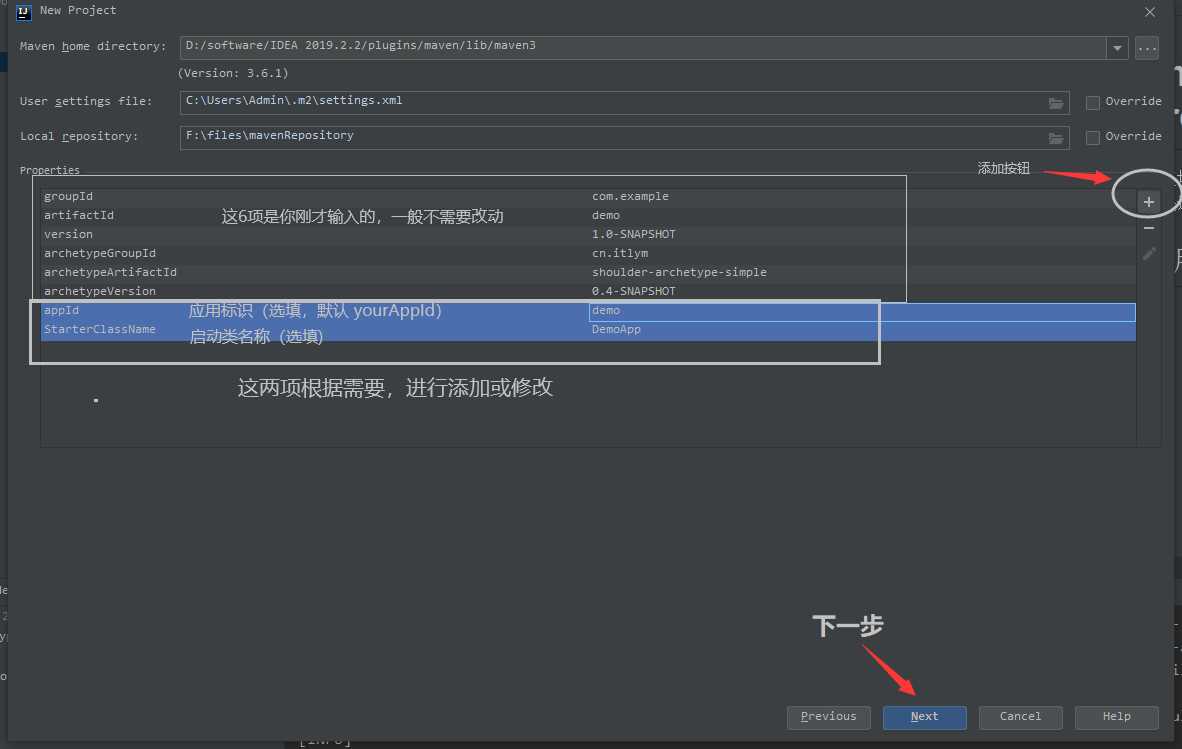 New Project
Maven home directory: D:/software/IDEA 2019.2.2/plugins/maven/lib/maven3
(Version: 3.6.1)
User settings file: C:\Users\Admin\.m2\settings.xml Override
Local repository: F:\files\mavenRepository Override
Properties
添加按钮
groupId com.example
artifactId 这6项是你刚才输入的，一般不需要改动 demo
version 1.0-SNAPSHOT
archetypeGroupId cn.itlym
archetypeArtifactId shoulder-archetype-simple
archetypeVersion 0.4-SNAPSHOT
appId 应用标识（选填，默认 yourAppId） demo
StarterClassName 启动类名称（选填） DemoApp
这两项根据需要，进行添加或修改
下一步
Previous Next Cancel Help
[INFO]